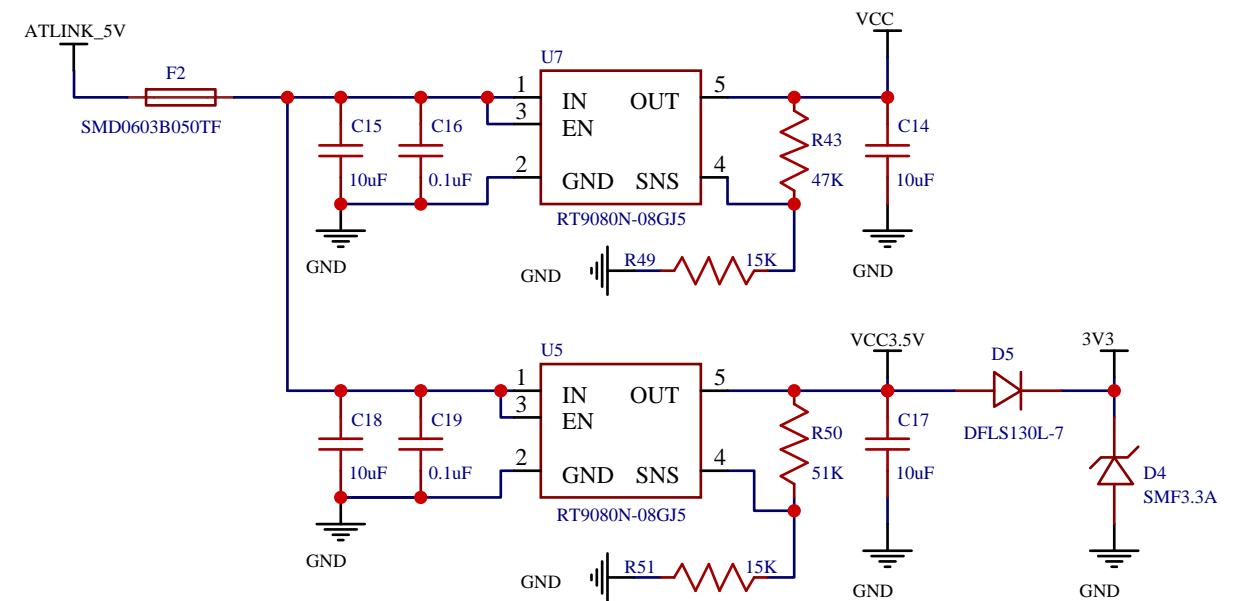 ATLINK_5V
F2
SMD0603B050TF
C15
10uF
C16
0.1uF
GND
U7
1
3
2
IN
EN
GND
OUT
SNS
5
4
RT9080N-08GJ5
VCC
R43
47K
C14
10uF
GND
GND
R49
15K
C18
10uF
C19
0.1uF
GND
U5
1
3
2
IN
EN
GND
OUT
SNS
5
4
RT9080N-08GJ5
VCC3.5V
R50
51K
C17
10uF
GND
GND
R51
15K
D5
DFLS130L-7
3V3
D4
SMF3.3A
GND